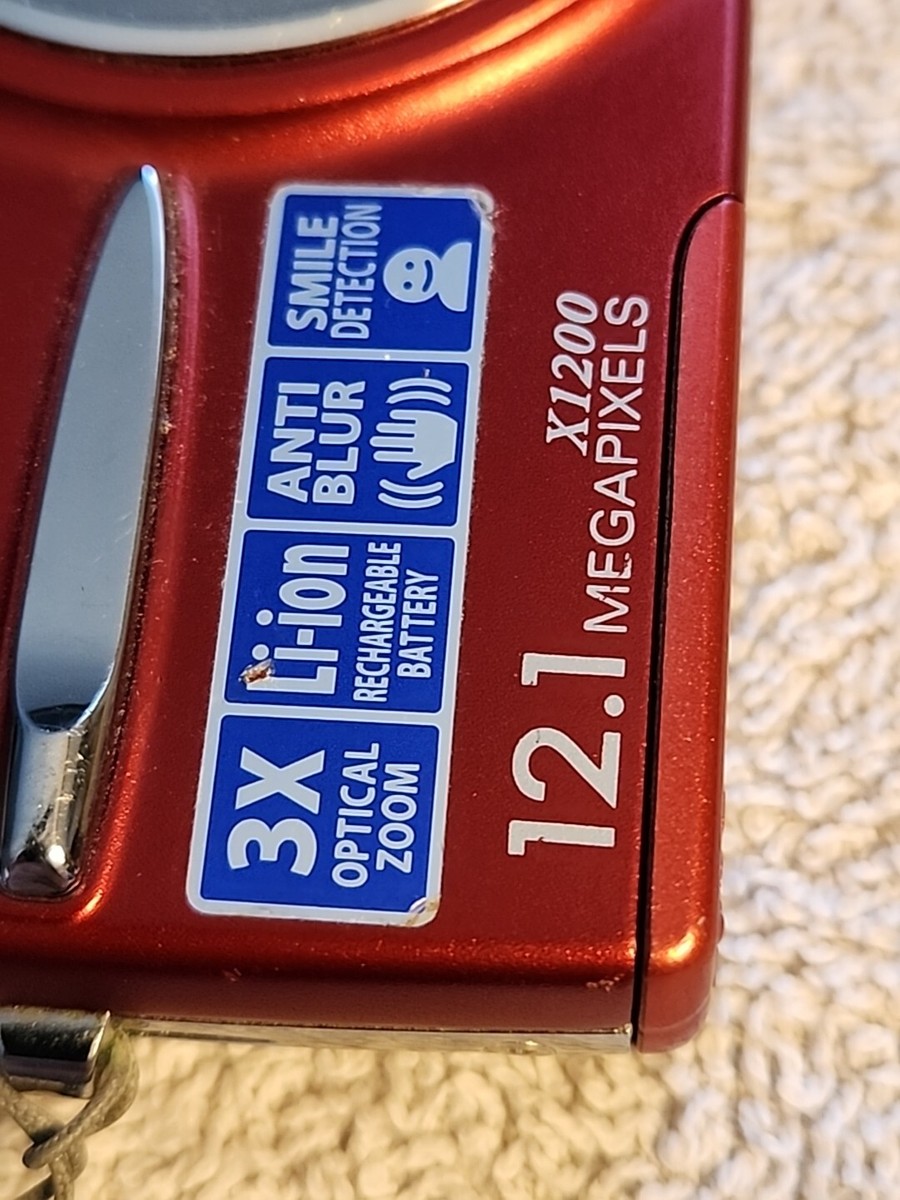 3X
OPTICAL
ZOOM
Li-ion
RECHARGEABLE
BATTERY
ANTI
BLUR
SMILE
DETECTION
X1200
12.1 MEGAPIXELS